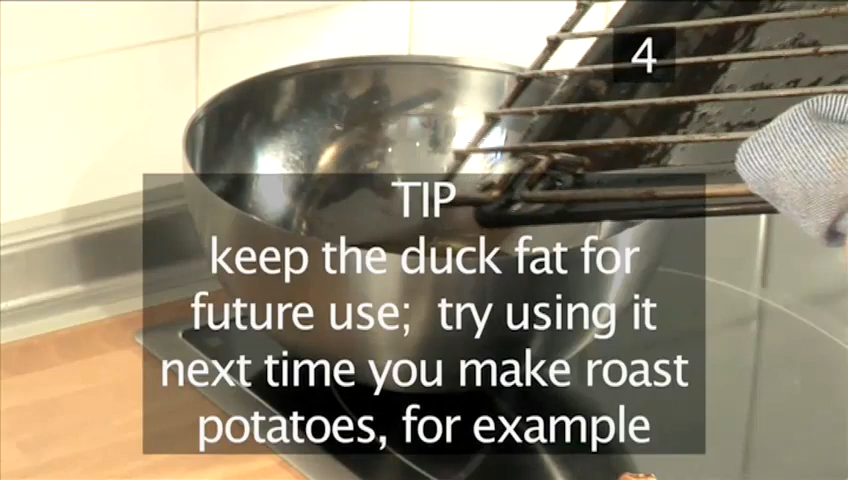 4
TIP
keep the duck fat for
future use;  try using it
next time you make roast
potatoes, for example